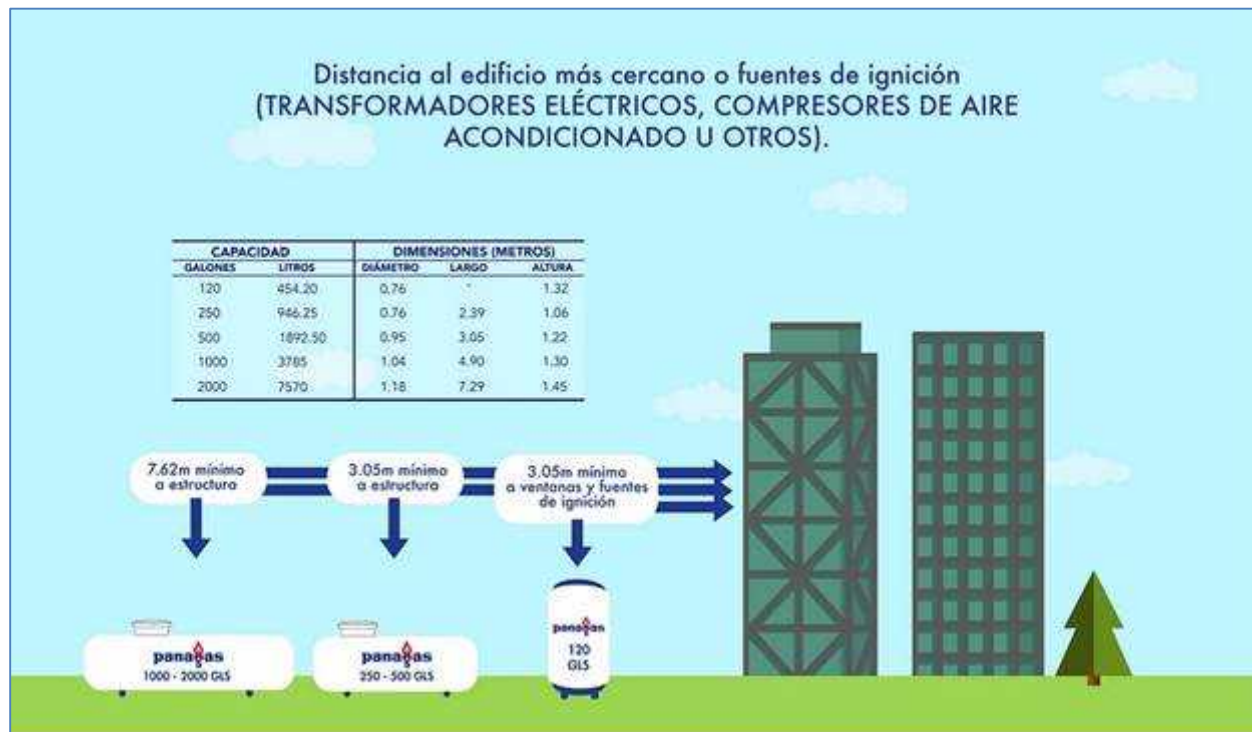 Distancia al edificio más cercano o fuentes de ignición
(TRANSFORMADORES ELÉCTRICOS, COMPRESORES DE AIRE
ACONDICIONADO U OTROS).
CAPACIDAD DIMENSIONES (METROS)
GALONES LITROS DIÁMETRO LARGO ALTURA
120 454.20 0.76 - 1.32
250 946.25 0.76 2.39 1.06
500 1892.50 0.95 3.05 1.22
1000 3785 1.04 4.90 1.30
2000 7570 1.18 7.29 1.45
7.62m mínimo
a estructura
3.05m mínimo
a estructura
3.05m mínimo
a ventanas y fuentes
de ignición
panagas
1000 - 2000 GLS
panagas
250 - 500 GLS
panagas
120
GLS